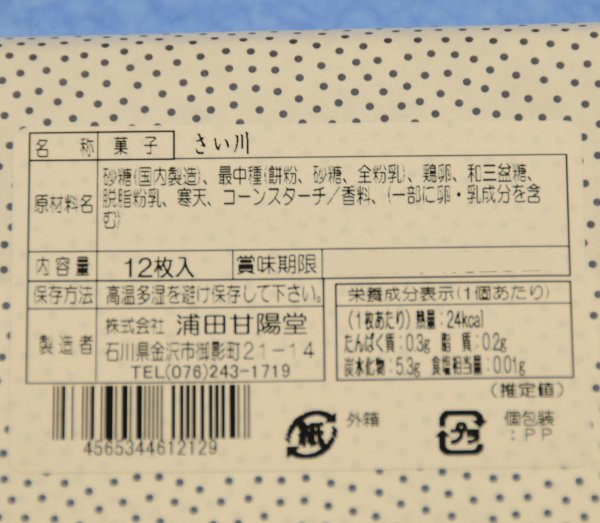 名称 菓子 さい川
原材料名 砂糖(国内製造)、最中種(餅粉、砂糖、全粉乳)、鶏卵、和三盆糖、
脱脂粉乳、寒天、コーンスターチ/香料、(一部に卵・乳成分を含
む)
内容量 12枚入 賞味期限
保存方法 高温多湿を避け保存して下さい。
製造者 株式会社 浦田甘陽堂
石川県金沢市御影町21-14
TEL(076)243-1719
栄養成分表示(1個あたり)
(1枚あたり) 熱量:24kcal
たんぱく質:0.3g 脂質:0.2g
炭水化物:5.3g 食塩相当量:0.01g
(推定値)
4565344612129
紙 外箱
プラ 個包装
:PP